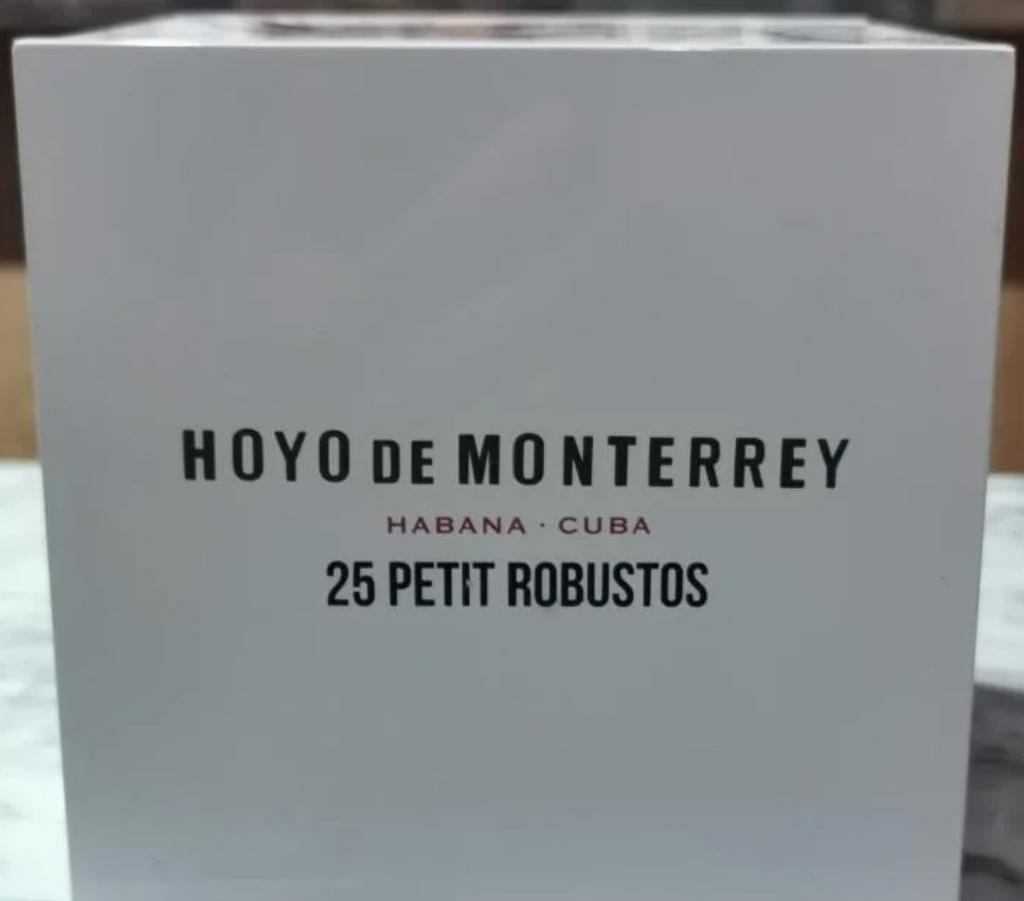 HOYO DE MONTERREY
HABANA · CUBA
25 PETIT ROBUSTOS